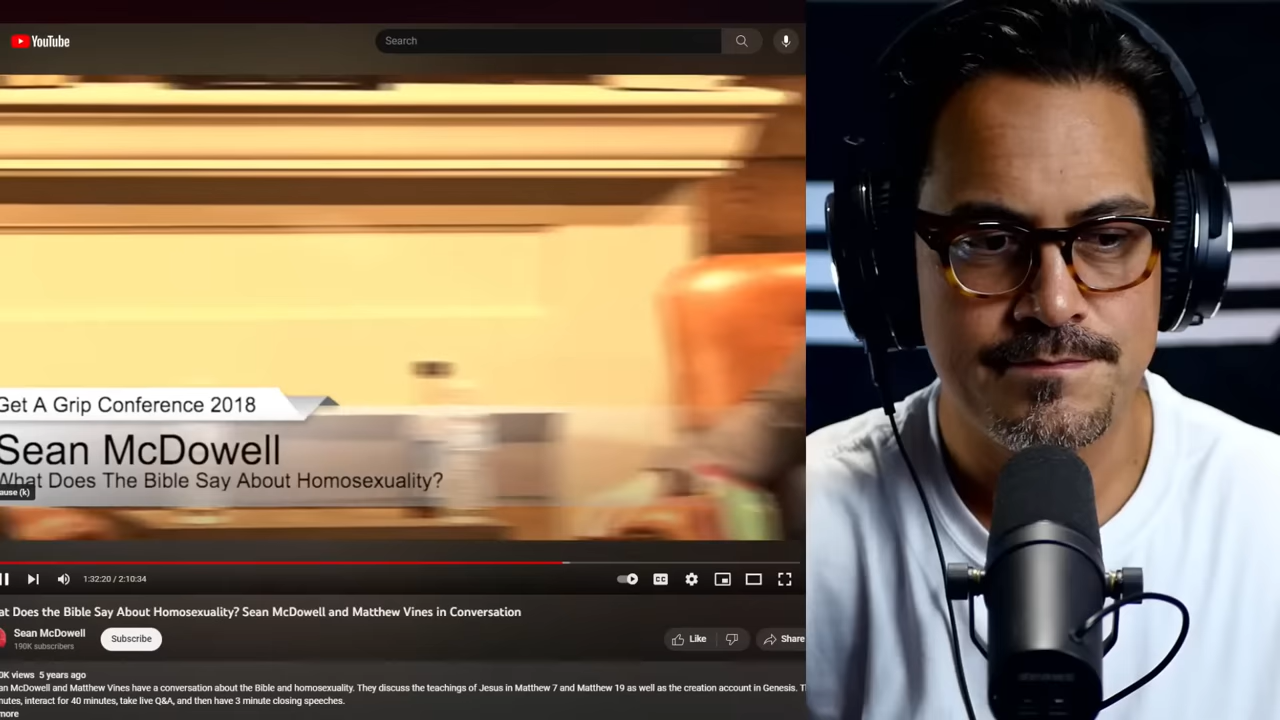 YouTube
Search
Get A Grip Conference 2018
Sean McDowell
What Does The Bible Say About Homosexuality?
ause (k)
1:32:20 / 2:10:34
CC
at Does the Bible Say About Homosexuality? Sean McDowell and Matthew Vines in Conversation
Sean McDowell
190K subscribers
Subscribe
Like
Share
0K views 5 years ago
an McDowell and Matthew Vines have a conversation about the Bible and homosexuality. They discuss the teachings of Jesus in Matthew 7 and Matthew 19 as well as the creation account in Genesis. T
nutes, interact for 40 minutes, take live Q&A, and then have 3 minute closing speeches.
more